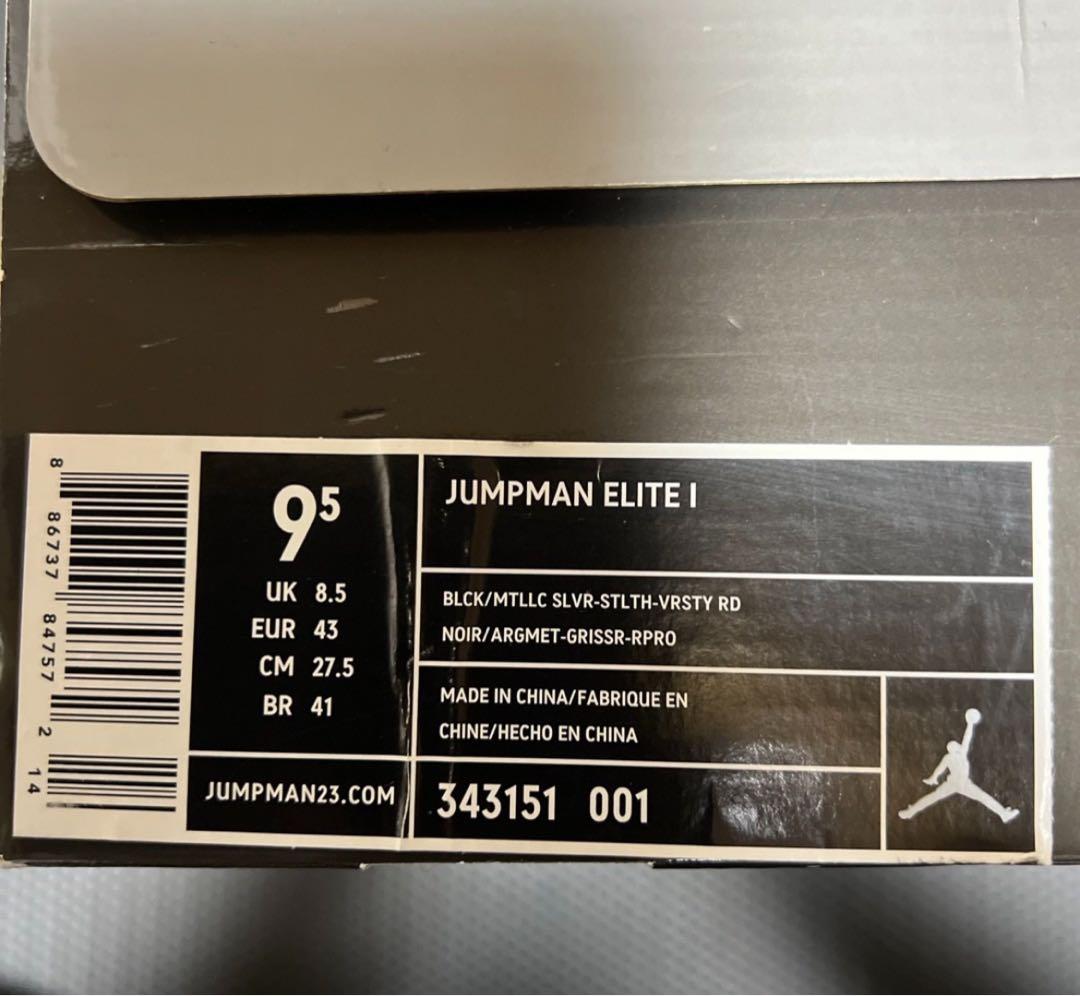 8 86737 84757 2 14
9⁵
UK 8.5
EUR 43
CM 27.5
BR 41
JUMPMAN23.COM
JUMPMAN ELITE I
BLCK/MTLLC SLVR-STLTH-VRSTY RD
NOIR/ARGMET-GRISSR-RPRO
MADE IN CHINA/FABRIQUE EN
CHINE/HECHO EN CHINA
343151 001